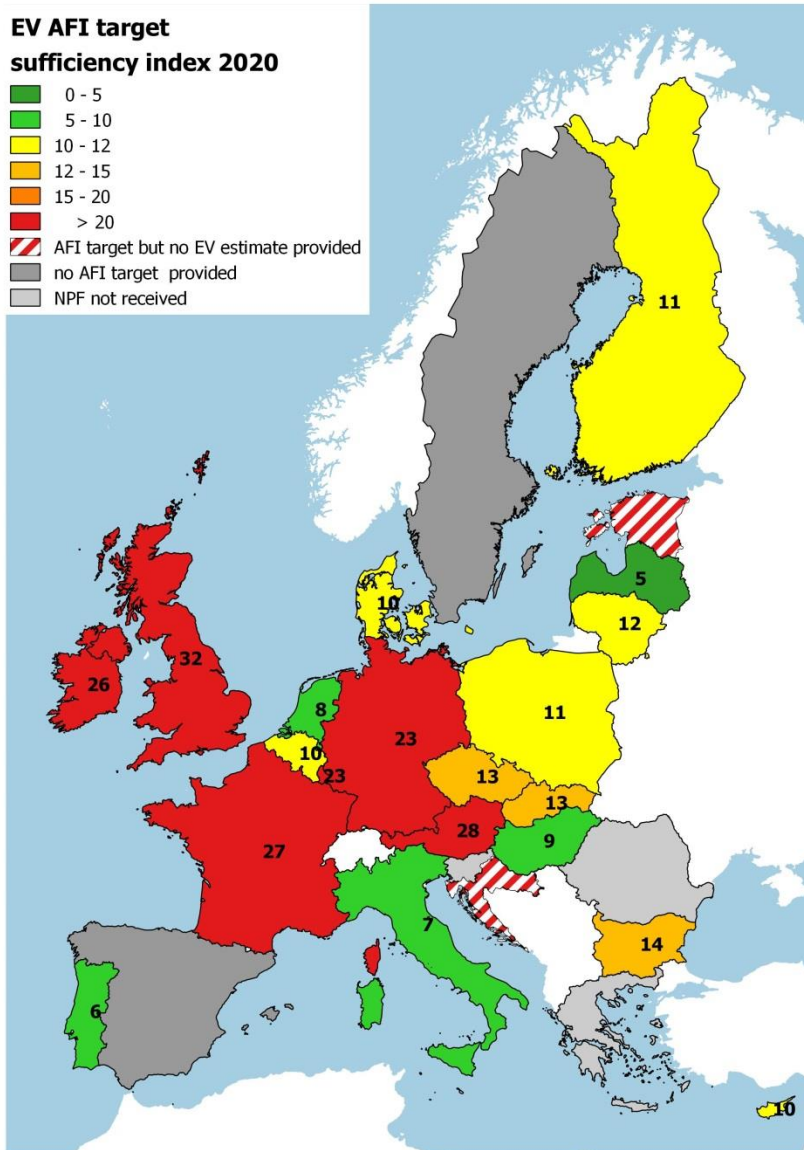 EV AFI target
sufficiency index 2020
0 - 5
5 - 10
10 - 12
12 - 15
15 - 20
> 20
AFI target but no EV estimate provided
no AFI target provided
NPF not received
11
5
12
10
32
26
8
11
23
10
23
13
13
28
9
27
7
14
6
10